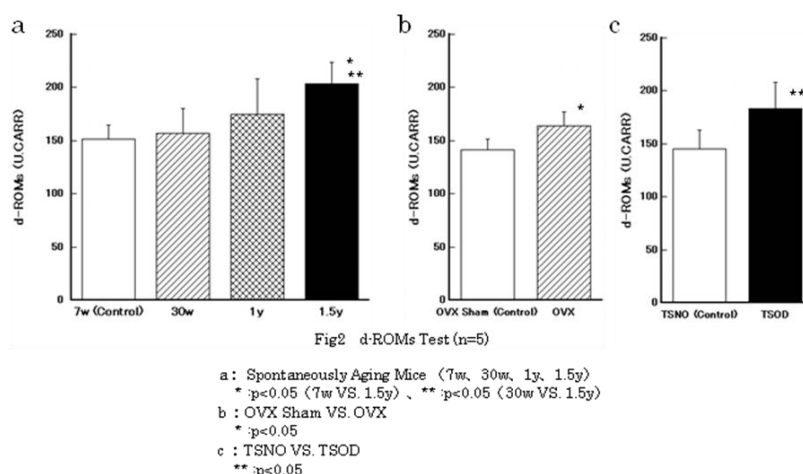 a
b
c
250
200
150
100
50
0
d-ROMs (U.CARR)
*
**
7w (Control) 30w 1y 1.5y
250
200
150
100
50
0
d-ROMs (U.CARR)
*
OVX Sham (Control) OVX
250
200
150
100
50
0
d-ROMs (U.CARR)
**
TSNO (Control) TSOD
Fig2 d-ROMs Test (n=5)
a : Spontaneously Aging Mice （7w、30w、1y、1.5y）
* :p<0.05（7w VS. 1.5y）、** :p<0.05（30w VS. 1.5y）
b : OVX Sham VS. OVX
* :p<0.05
c : TSNO VS. TSOD
** :p<0.05